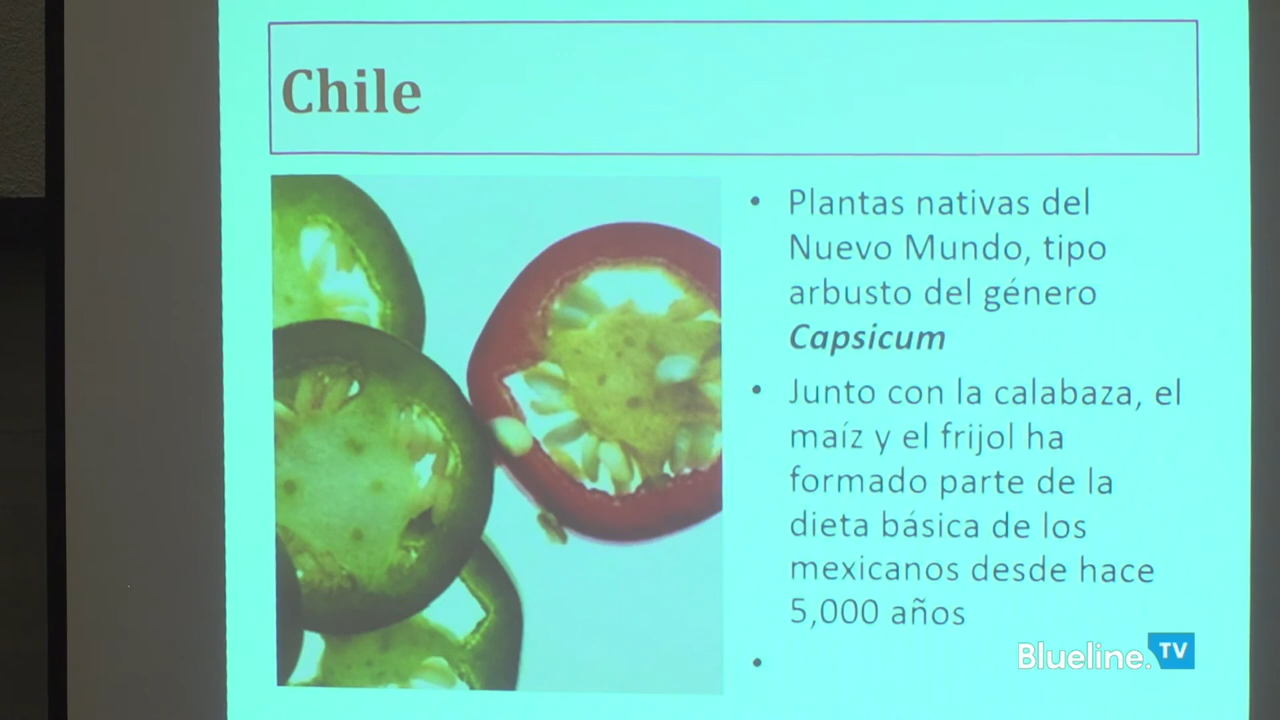 Chile
• Plantas nativas del
Nuevo Mundo, tipo
arbusto del género
Capsicum
• Junto con la calabaza, el
maíz y el frijol ha
formado parte de la
dieta básica de los
mexicanos desde hace
5,000 años
•
Blueline.TV